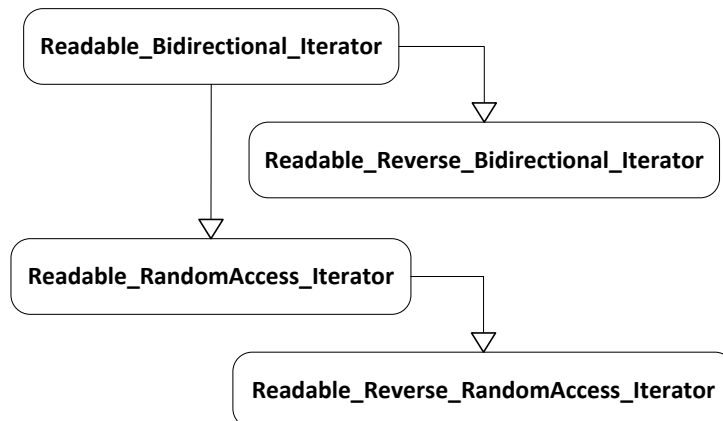 Readable_Bidirectional_Iterator
Readable_Reverse_Bidirectional_Iterator
Readable_RandomAccess_Iterator
Readable_Reverse_RandomAccess_Iterator